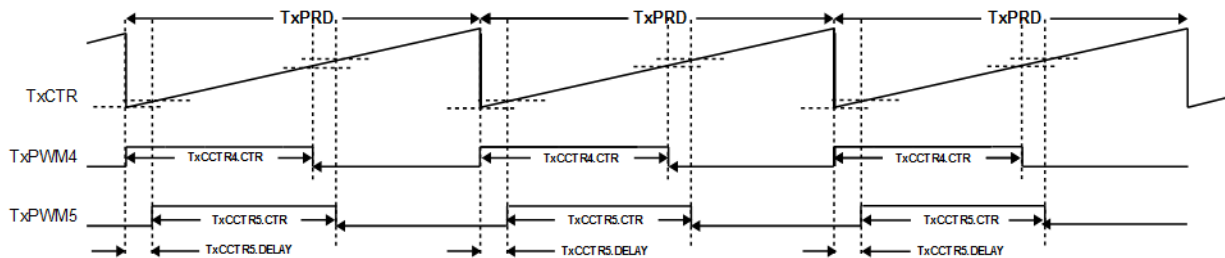 TxPRD TxPRD TxPRD
TxCTR
TxPWM4 TxCCTR4.CTR TxCCTR4.CTR TxCCTR4.CTR
TxPWM5 TxCCTR5.CTR TxCCTR5.CTR TxCCTR5.CTR
TxCCTR5.DELAY TxCCTR5.DELAY TxCCTR5.DELAY